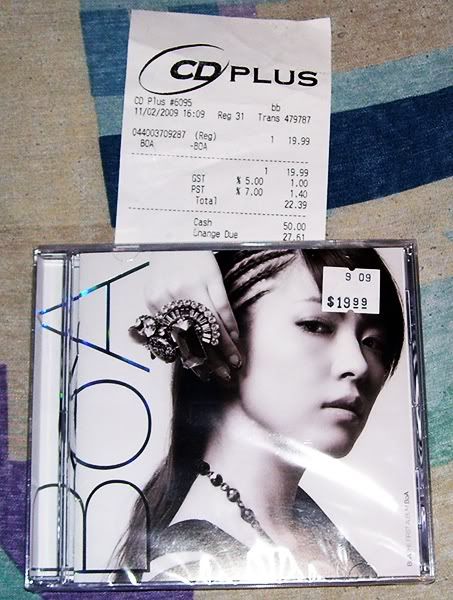 CD PLUS
CD Plus #6095 bb
11/02/2009 16:09 Reg 31 Trans 479787
044003709287 (Reg) 1 19.99
BOA -BOA
1 19.99
GST % 5.00 1.00
PST % 7.00 1.40
Total 22.39
Cash 50.00
Change Due 27.61
9 09
$19.99
BOA